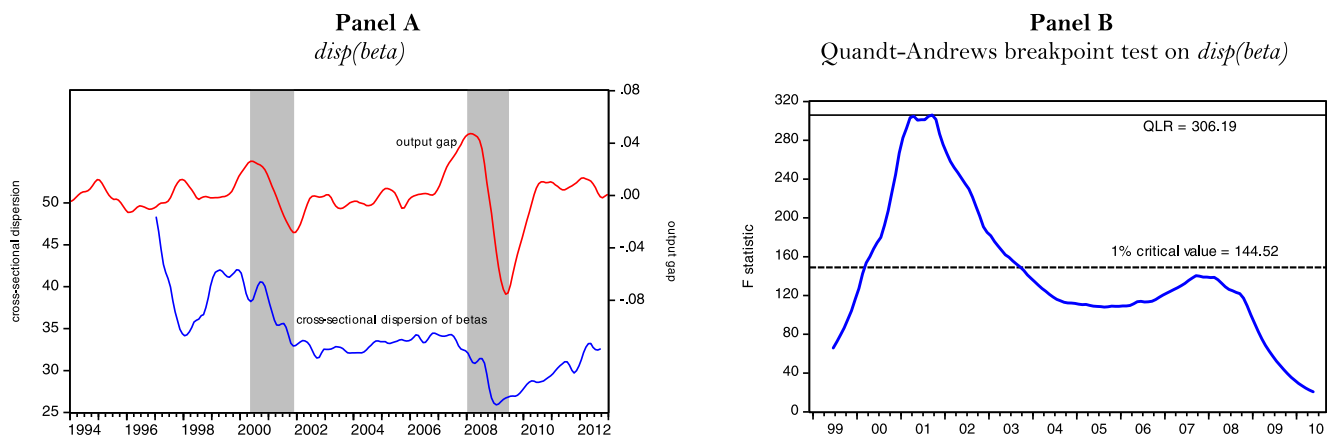 Panel A
disp(beta)
.08
.04
.00
-.04
-.08
output gap
50
45
40
35
30
25
cross-sectional dispersion
output gap
cross-sectional dispersion of betas
1994 1996 1998 2000 2002 2004 2006 2008 2010 2012
Panel B
Quandt-Andrews breakpoint test on disp(beta)
320
280
240
200
160
120
80
40
0
F statistic
QLR = 306.19
1% critical value = 144.52
99 00 01 02 03 04 05 06 07 08 09 10